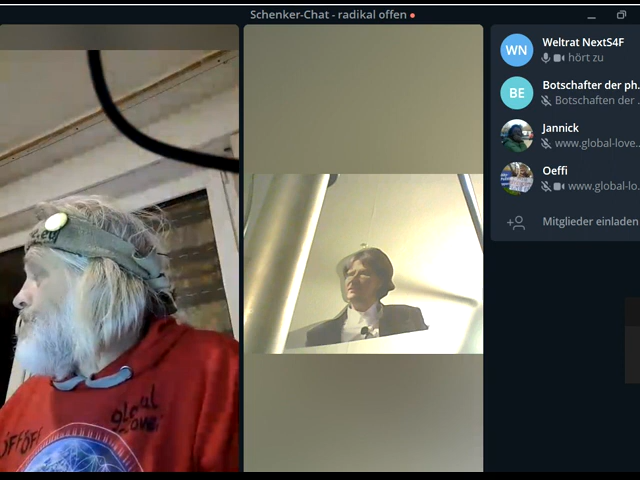 Schenker-Chat - radikal offen
WN
Weltrat NextS4F
hört zu
BE
Botschafter der ph.
Botschaften der .
Jannick
www.global-love..
Oeffi
www.global-lo.
Mitglieder einladen
global